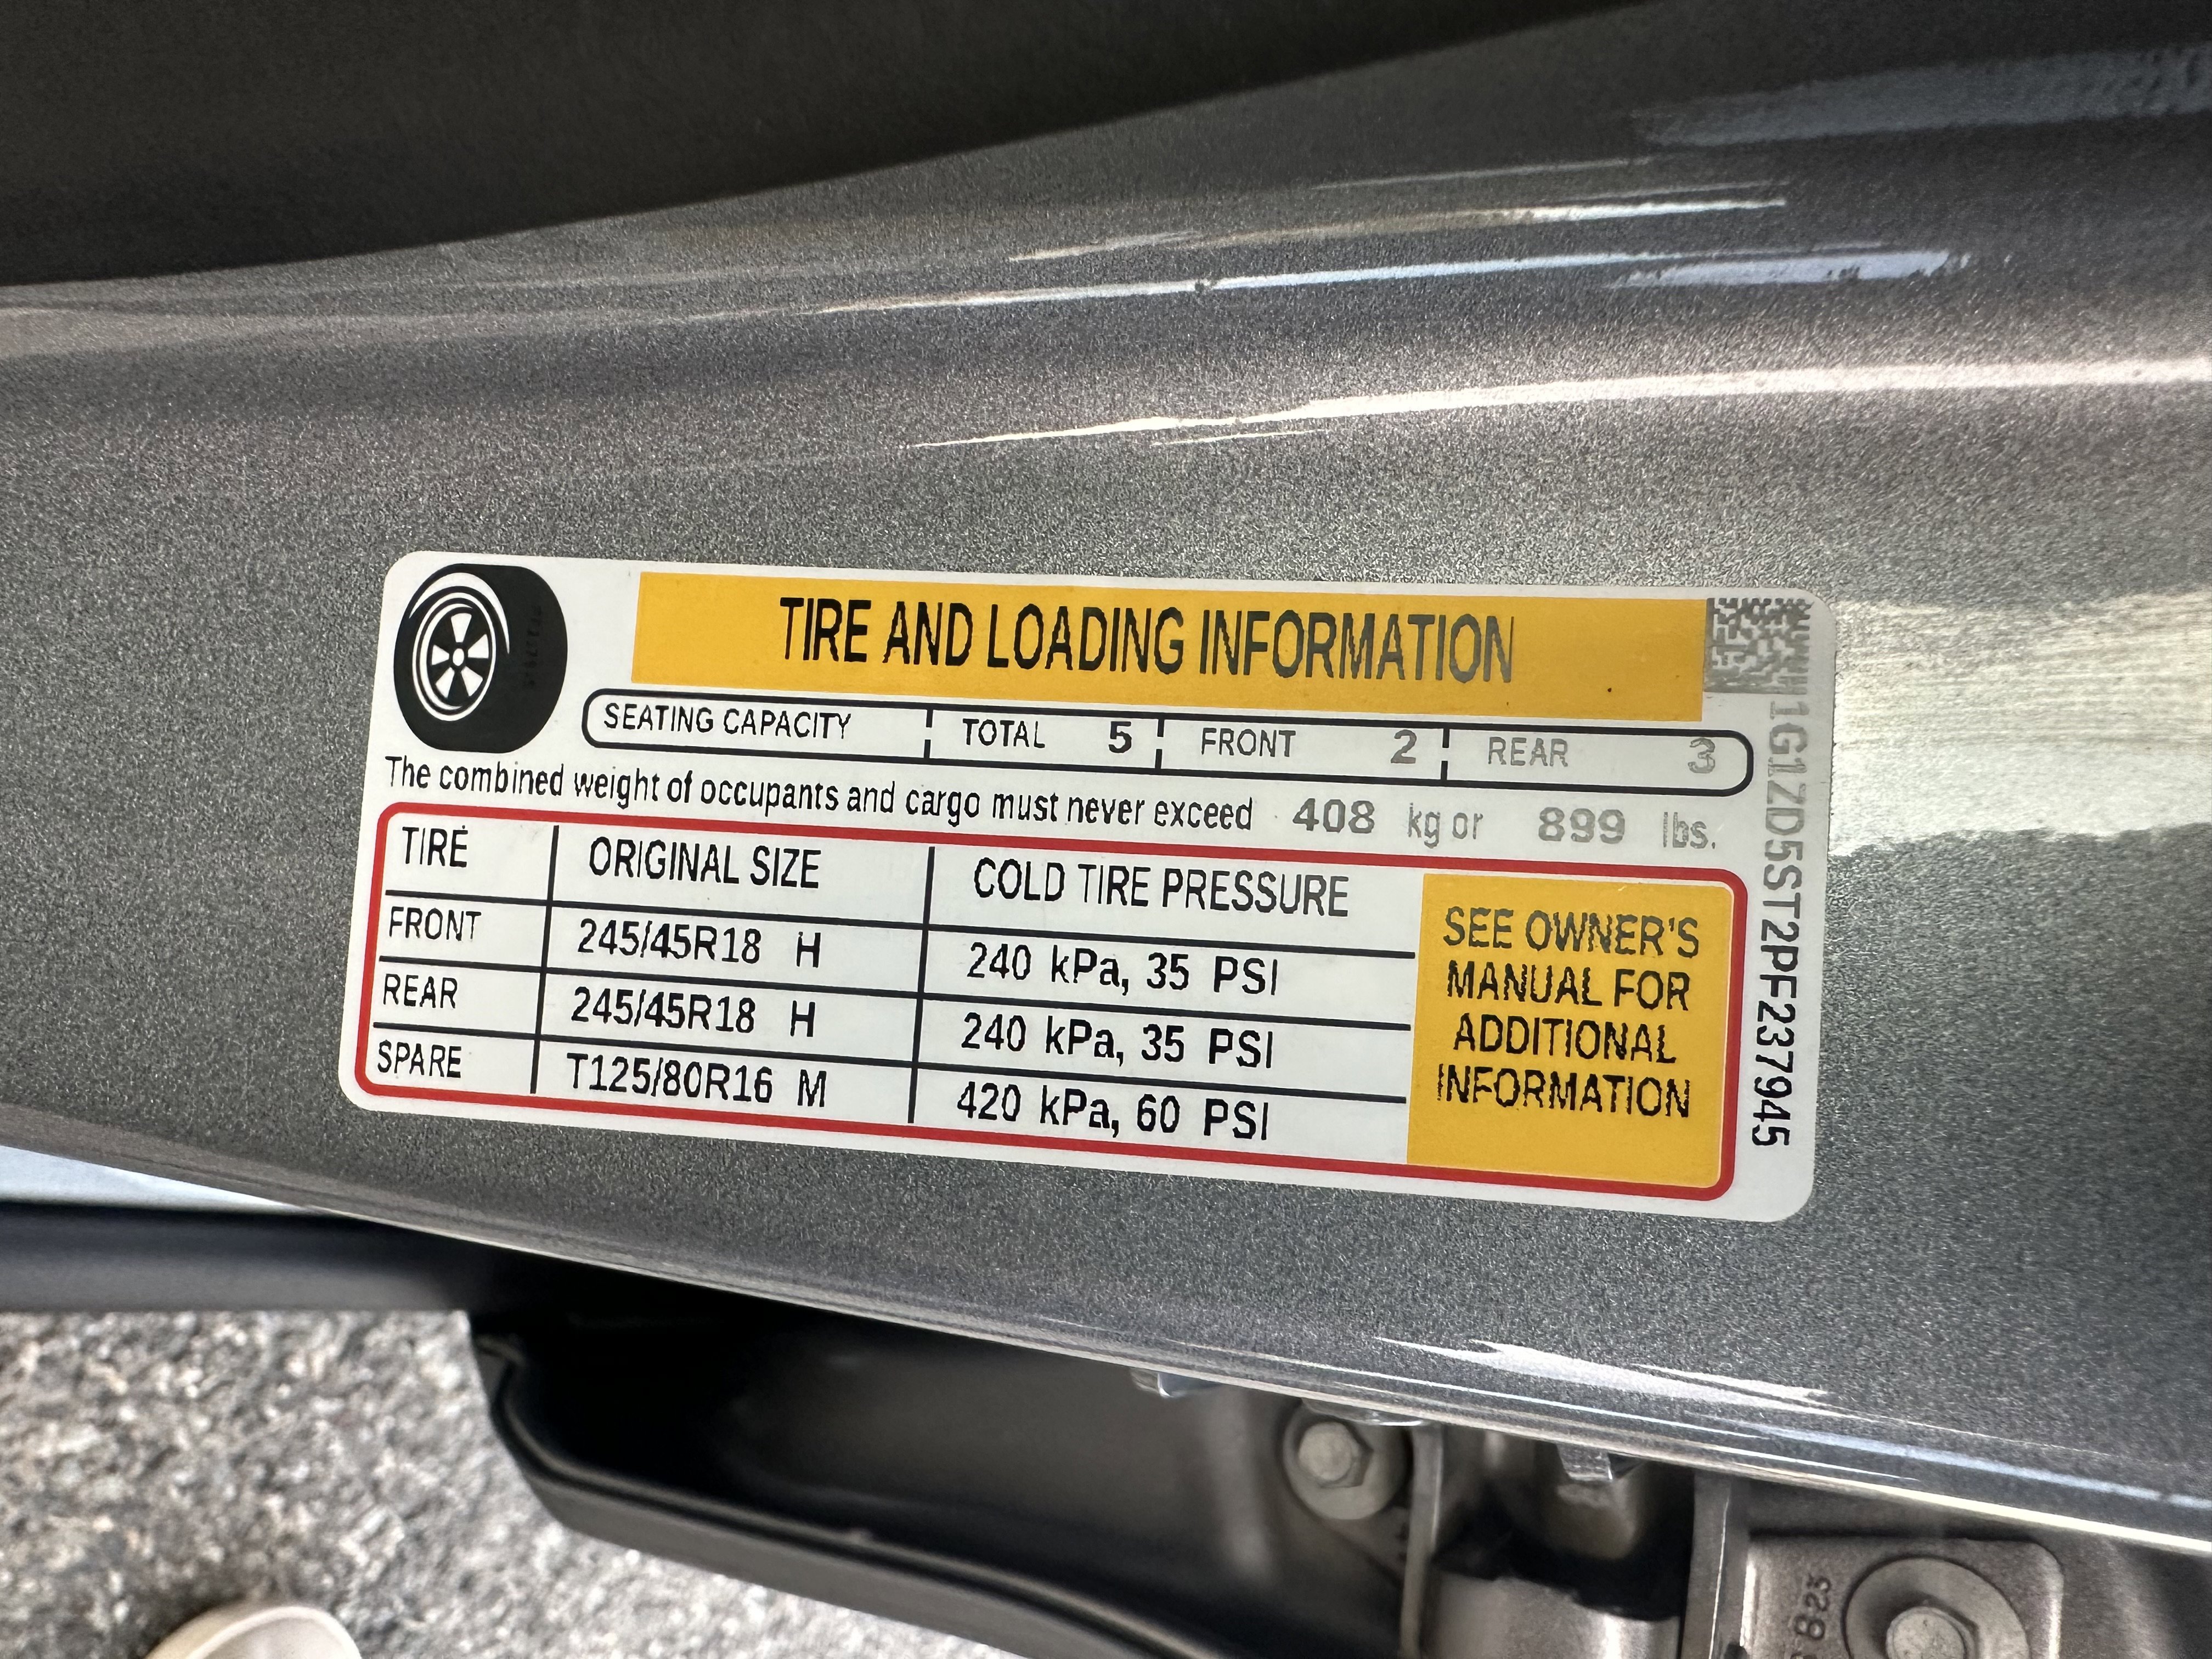 TIRE AND LOADING INFORMATION
SEATING CAPACITY TOTAL 5 FRONT 2 REAR 3
The combined weight of occupants and cargo must never exceed 408 kg or 899 lbs.
TIRE ORIGINAL SIZE COLD TIRE PRESSURE
FRONT 245/45R18 H 240 kPa, 35 PSI
REAR 245/45R18 H 240 kPa, 35 PSI
SPARE T125/80R16 M 420 kPa, 60 PSI
SEE OWNER'S
MANUAL FOR
ADDITIONAL
INFORMATION
1G1ZD5ST2PF237945
823